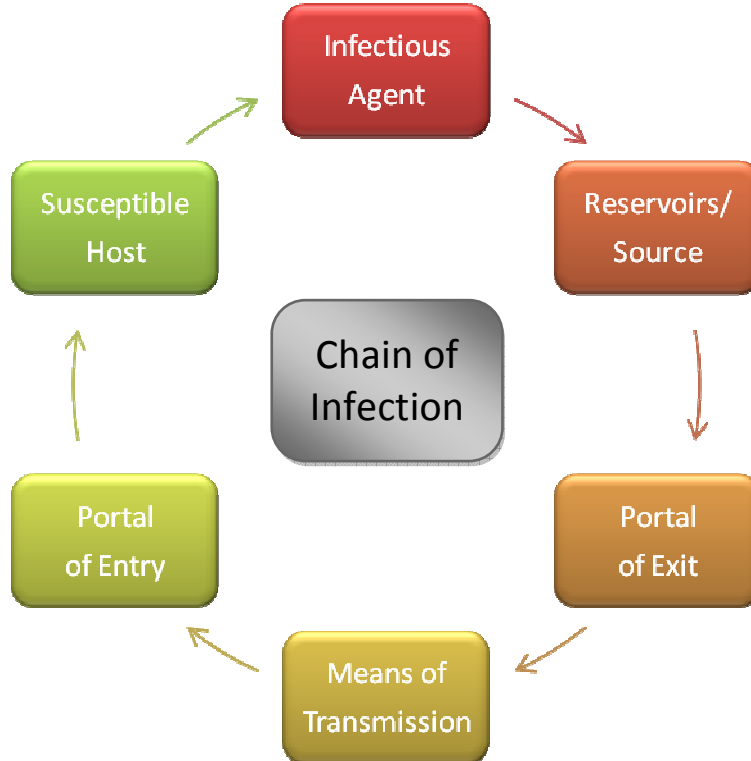 Infectious
Agent
Reservoirs/
Source
Portal
of Exit
Means of
Transmission
Portal
of Entry
Susceptible
Host
Chain of
Infection